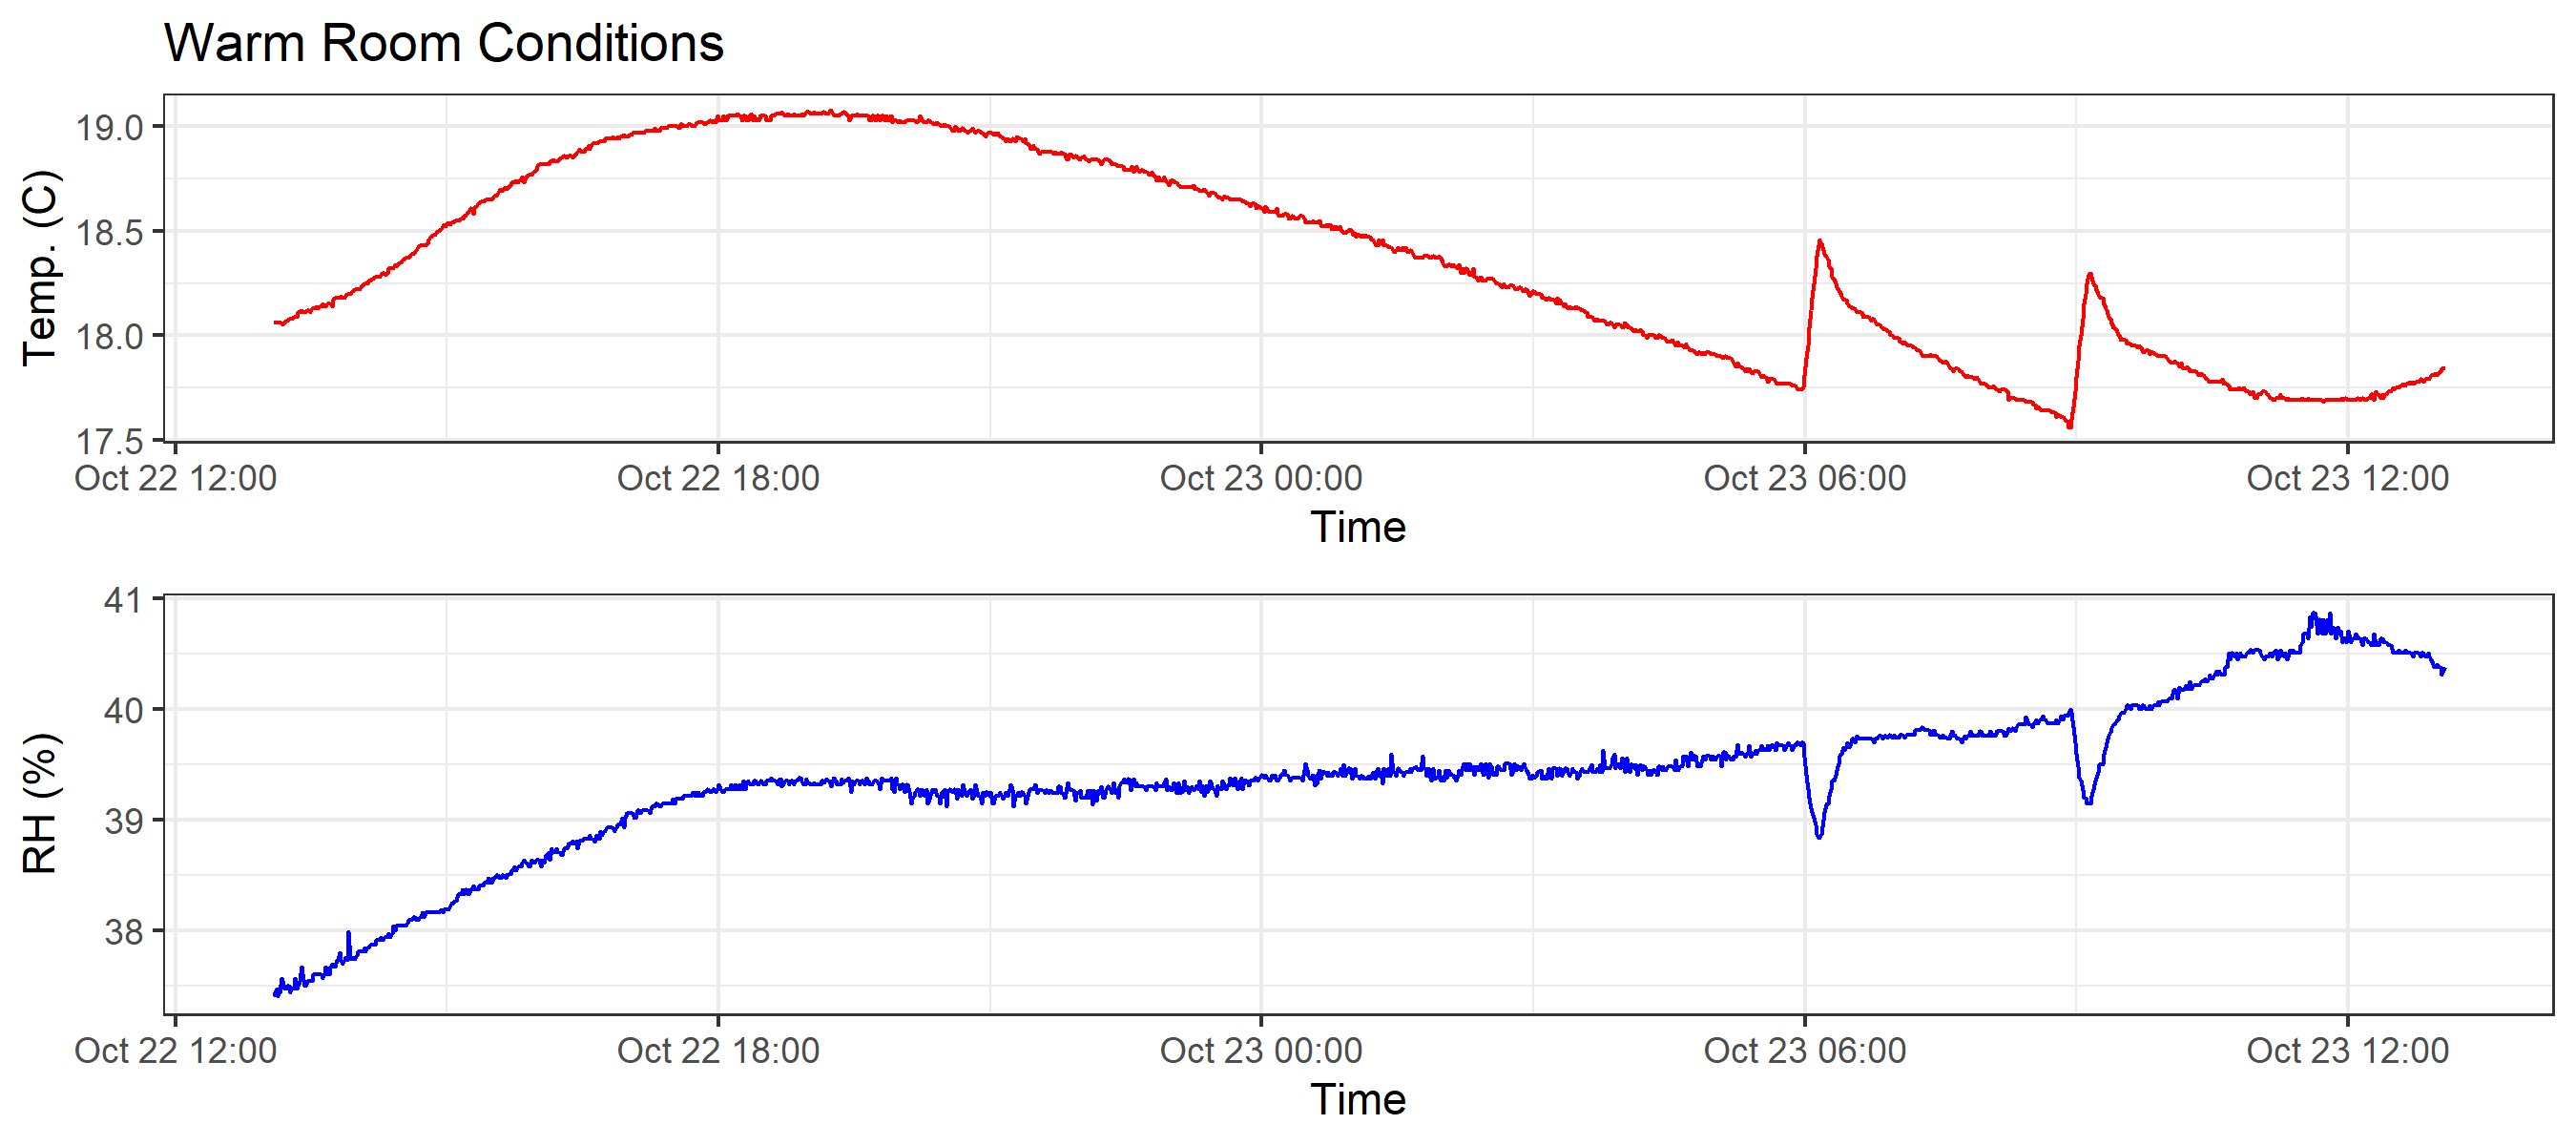 Warm Room Conditions
Temp. (C)
19.0
18.5
18.0
17.5
Oct 22 12:00 Oct 22 18:00 Oct 23 00:00 Oct 23 06:00 Oct 23 12:00
Time
RH (%)
41
40
39
38
Oct 22 12:00 Oct 22 18:00 Oct 23 00:00 Oct 23 06:00 Oct 23 12:00
Time